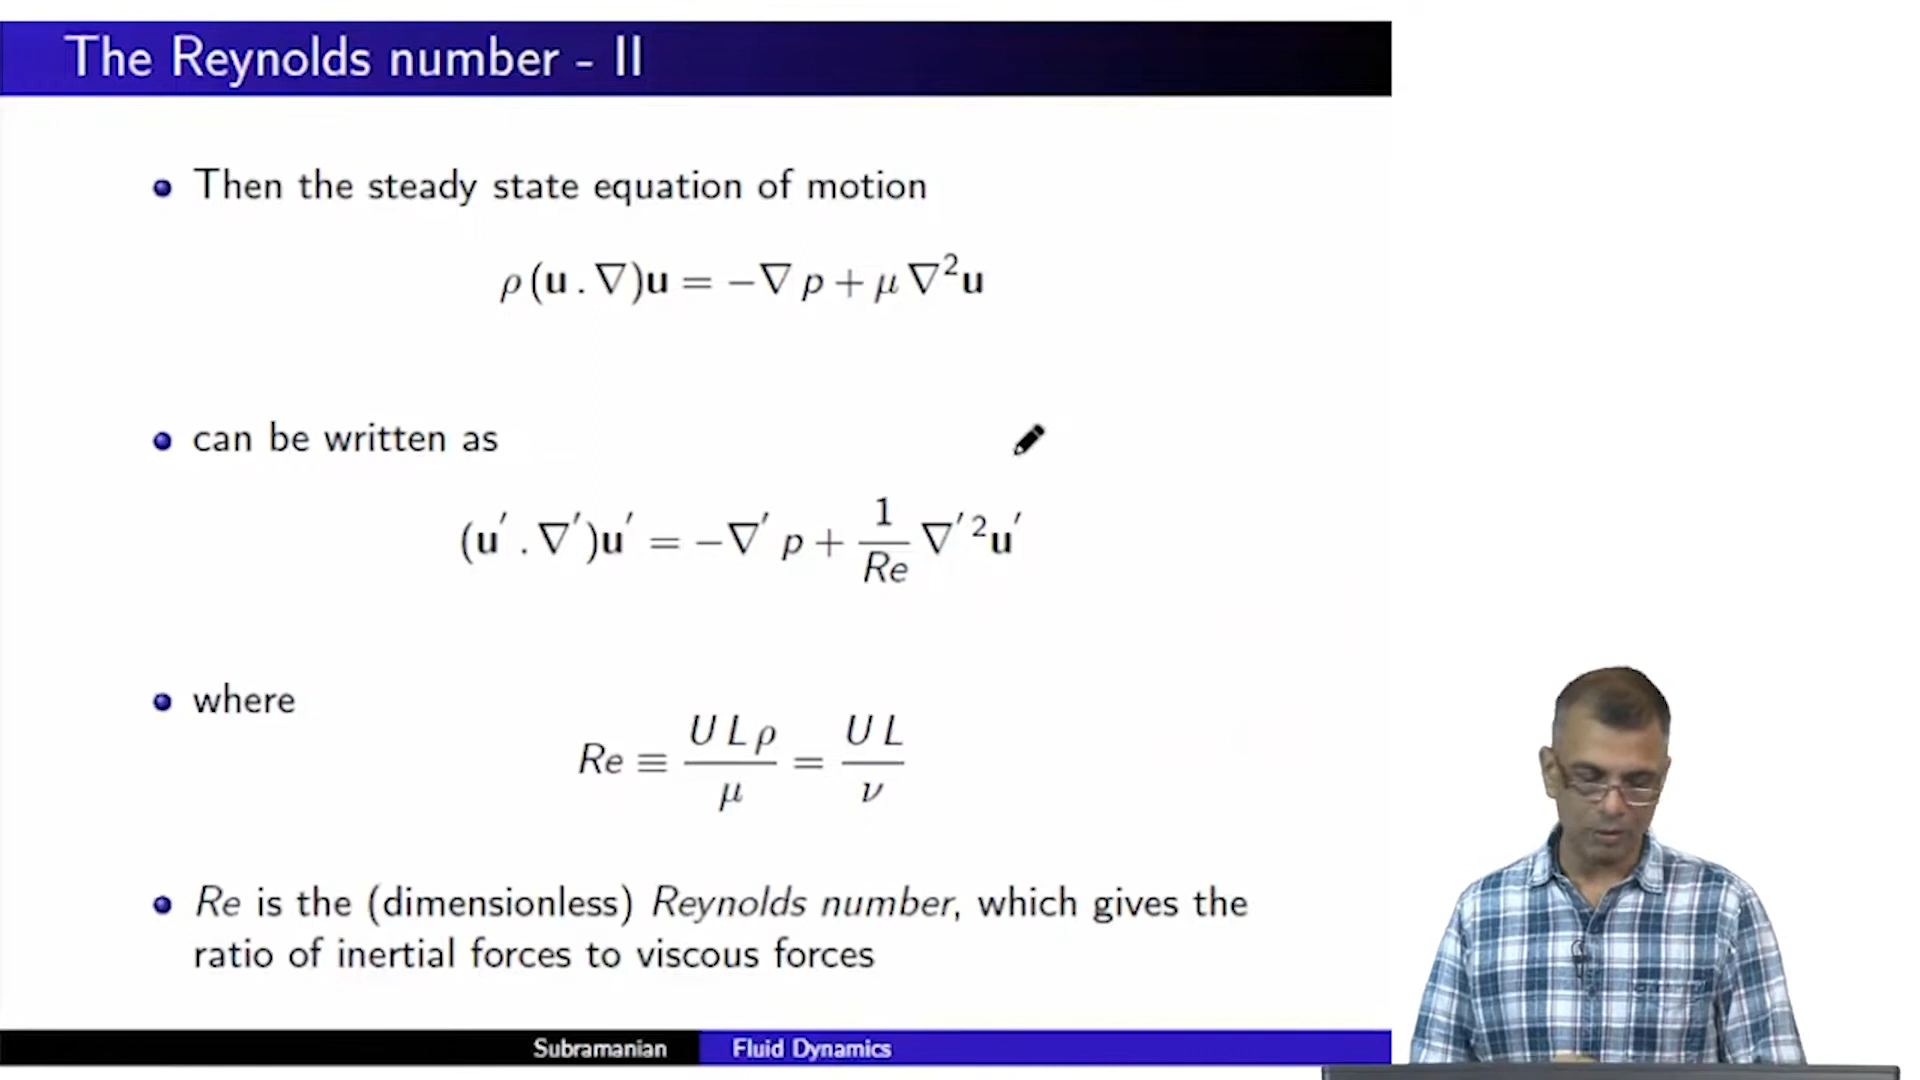 The Reynolds number - II
Then the steady state equation of motion
ρ(u . ∇)u = −∇ p + μ ∇²u
can be written as
(u′ . ∇′)u′ = −∇′ p + 1/Re ∇′ ²u′
where
Re ≡ U L ρ/μ = U L/ν
Re is the (dimensionless) Reynolds number, which gives the
ratio of inertial forces to viscous forces
Subramanian Fluid Dynamics